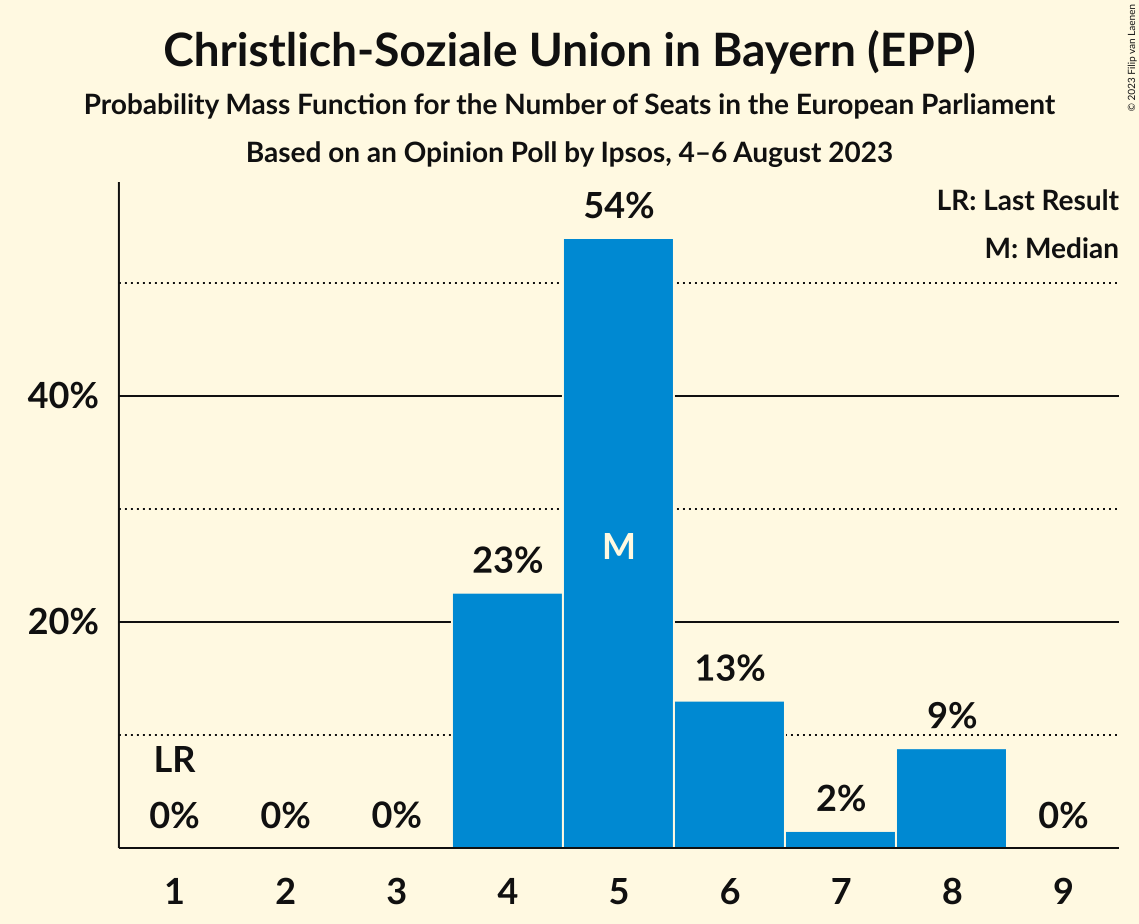 Christlich-Soziale Union in Bayern (EPP)
Probability Mass Function for the Number of Seats in the European Parliament
Based on an Opinion Poll by Ipsos, 4–6 August 2023
© 2023 Filip van Laenen
LR: Last Result
M: Median
54%
40%
M
23%
20%
13%
9%
LR
2%
0% 0% 0% 0%
1 2 3 4 5 6 7 8 9